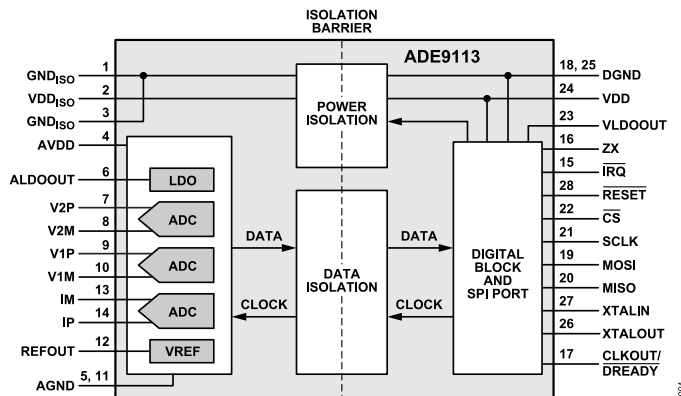 ISOLATION
BARRIER
ADE9113
1
GNDISO
2
VDDISO
3
GNDISO
4
AVDD
6
ALDOOUT
7
V2P
8
V2M
9
V1P
10
V1M
13
IM
14
IP
12
REFOUT
5, 11
AGND
LDO
ADC
ADC
ADC
VREF
DATA
CLOCK
POWER
ISOLATION
DATA
ISOLATION
DATA
CLOCK
DIGITAL
BLOCK
AND
SPI PORT
18, 25
DGND
24
VDD
23
VLDOOUT
16
ZX
15
IRQ
28
RESET
22
CS
21
SCLK
19
MOSI
20
MISO
27
XTALIN
26
XTALOUT
17
CLKOUT/
DREADY